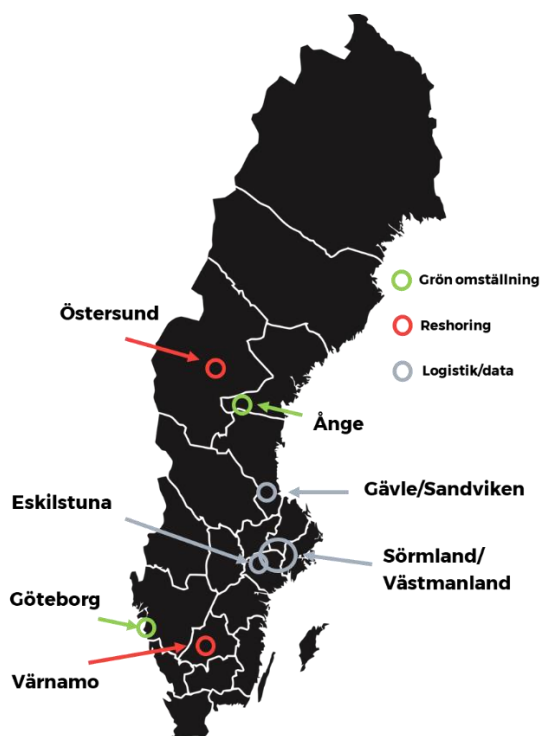 Grön omställning
Östersund
Reshoring
Logistik/data
Ånge
Gävle/Sandviken
Eskilstuna
Sörmland/
Västmanland
Göteborg
Värnamo